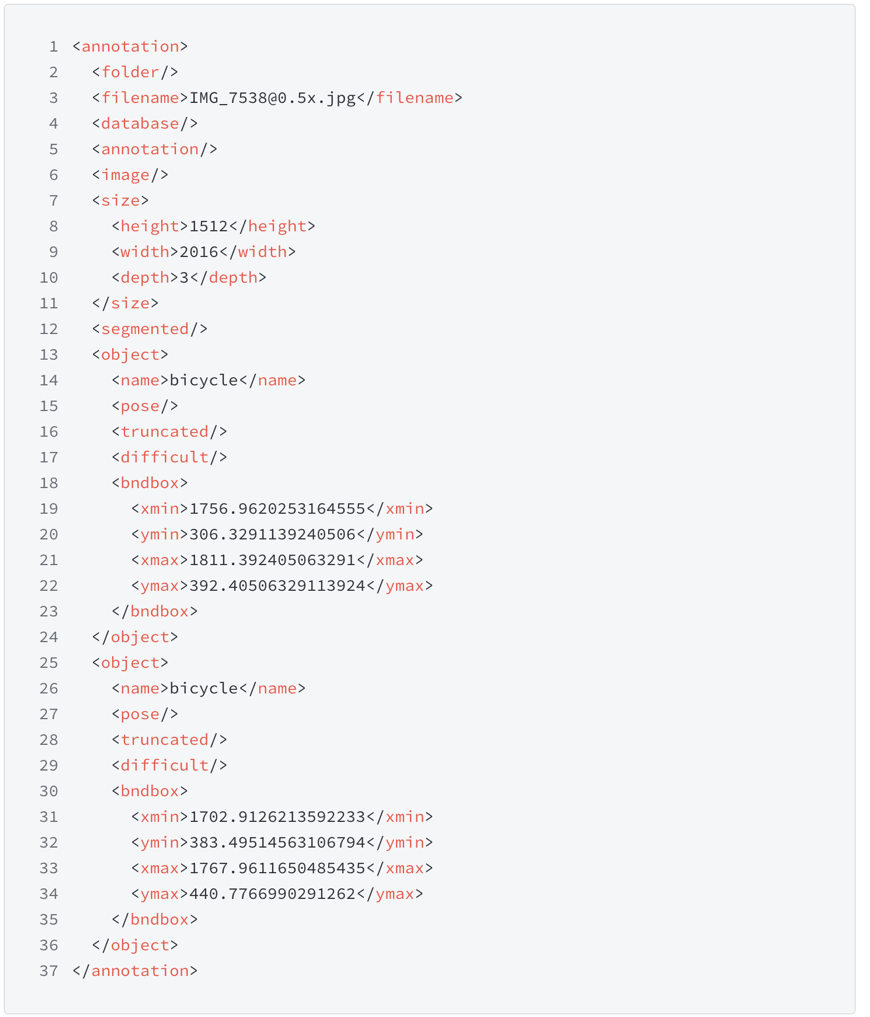 1 <annotation>
2 <folder/>
3 <filename>IMG_7538@0.5x.jpg</filename>
4 <database/>
5 <annotation/>
6 <image/>
7 <size>
8 <height>1512</height>
9 <width>2016</width>
10 <depth>3</depth>
11 </size>
12 <segmented/>
13 <object>
14 <name>bicycle</name>
15 <pose/>
16 <truncated/>
17 <difficult/>
18 <bndbox>
19 <xmin>1756.9620253164555</xmin>
20 <ymin>306.3291139240506</ymin>
21 <xmax>1811.392405063291</xmax>
22 <ymax>392.40506329113924</ymax>
23 </bndbox>
24 </object>
25 <object>
26 <name>bicycle</name>
27 <pose/>
28 <truncated/>
29 <difficult/>
30 <bndbox>
31 <xmin>1702.9126213592233</xmin>
32 <ymin>383.49514563106794</ymin>
33 <xmax>1767.9611650485435</xmax>
34 <ymax>440.7766990291262</ymax>
35 </bndbox>
36 </object>
37 </annotation>